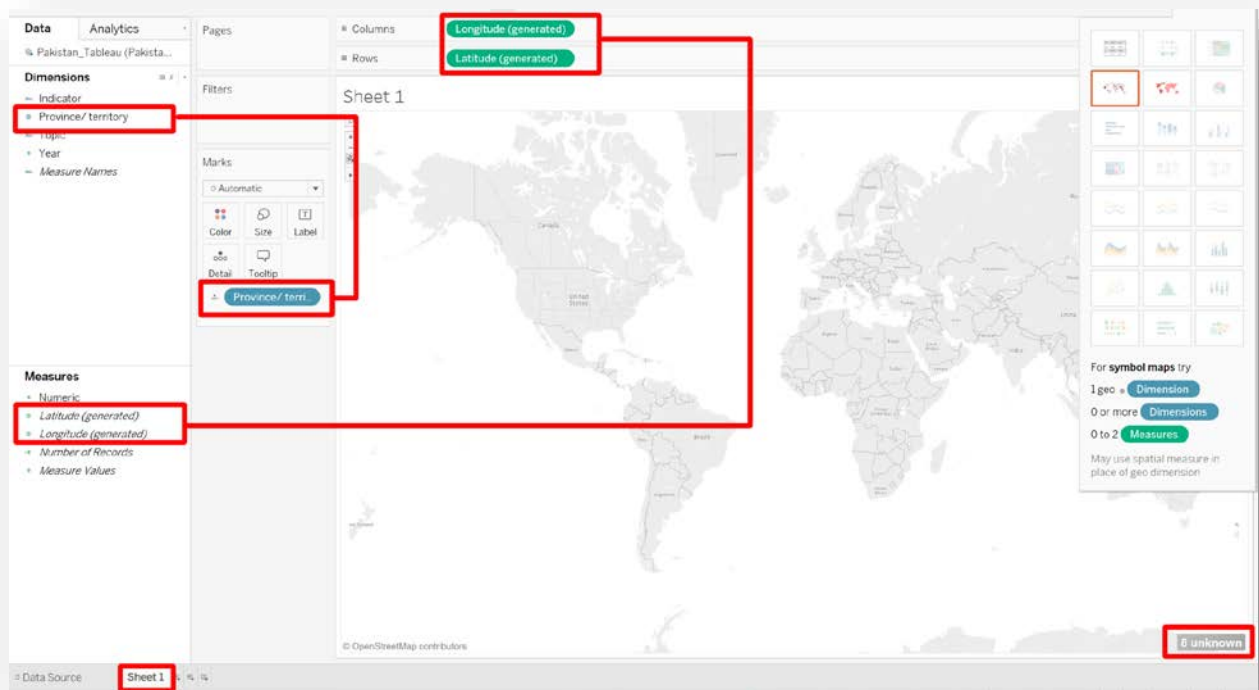 Data Analytics
Pakistan_Tableau (Pakista...
Dimensions
Indicator
Province/ territory
Topic
Year
Measure Names
Measures
Numeric
Latitude (generated)
Longitude (generated)
Number of Records
Measure Values
Pages
Filters
Marks
Automatic
Color Size Label
Detail Tooltip
Province/ terri..
Columns Longitude (generated)
Rows Latitude (generated)
Sheet 1
Canada
United
States
Brazil
© OpenStreetMap contributors
6 unknown
For symbol maps try
1 geo Dimension
0 or more Dimensions
0 to 2 Measures
May use spatial measure in
place of geo dimension
Data Source Sheet 1